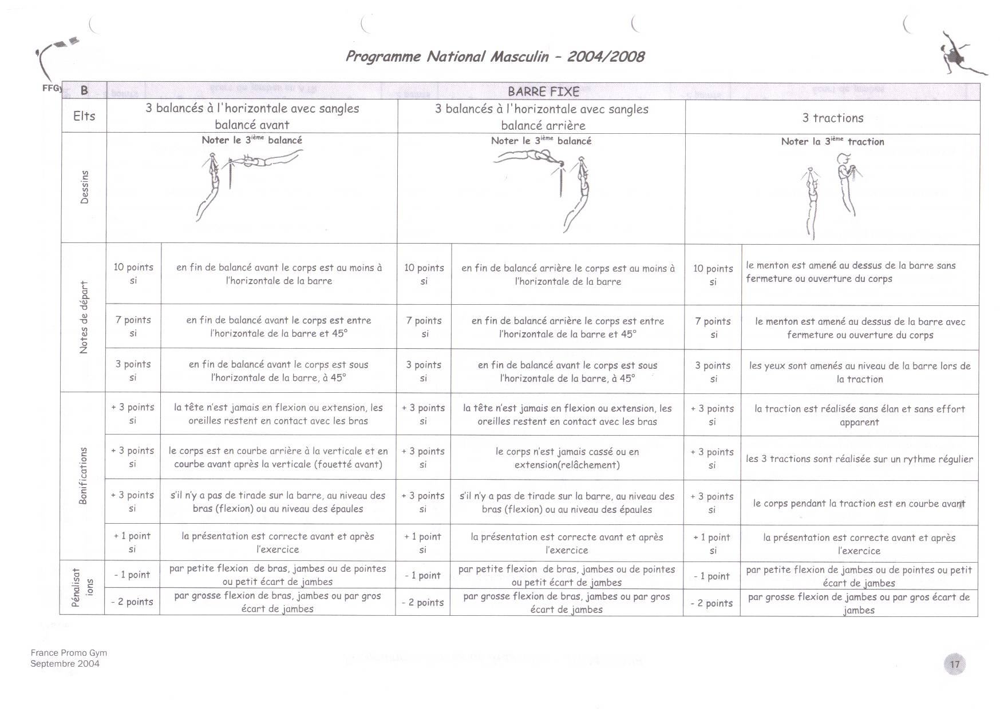 Programme National Masculin - 2004/2008
FFGy
B
BARRE FIXE
Elts
3 balancés à l'horizontale avec sangles
balancé avant
3 balancés à l'horizontale avec sangles
balancé arrière
3 tractions
Dessins
Noter le 3ième balancé
Noter le 3ième balancé
Noter la 3ième traction
Notes de départ
10 points
si
en fin de balancé avant le corps est au moins à
l'horizontale de la barre
10 points
si
en fin de balancé arrière le corps est au moins à
l'horizontale de la barre
10 points
si
le menton est amené au dessus de la barre sans
fermeture ou ouverture du corps
7 points
si
en fin de balancé avant le corps est entre
l'horizontale de la barre et 45°
7 points
si
en fin de balancé arrière le corps est entre
l'horizontale de la barre et 45°
7 points
si
le menton est amené au dessus de la barre avec
fermeture ou ouverture du corps
3 points
si
en fin de balancé avant le corps est sous
l'horizontale de la barre, à 45°
3 points
si
en fin de balancé avant le corps est sous
l'horizontale de la barre, à 45°
3 points
si
les yeux sont amenés au niveau de la barre lors de
la traction
Bonifications
+ 3 points
si
la tête n'est jamais en flexion ou extension, les
oreilles restent en contact avec les bras
+ 3 points
si
la tête n'est jamais en flexion ou extension, les
oreilles restent en contact avec les bras
+ 3 points
si
la traction est réalisée sans élan et sans effort
apparent
+ 3 points
si
le corps est en courbe arrière à la verticale et en
courbe avant après la verticale (fouetté avant)
+ 3 points
si
le corps n'est jamais cassé ou en
extension(relâchement)
+ 3 points
si
les 3 tractions sont réalisée sur un rythme régulier
+ 3 points
si
s'il n'y a pas de tirade sur la barre, au niveau des
bras (flexion) ou au niveau des épaules
+ 3 points
si
s'il n'y a pas de tirade sur la barre, au niveau des
bras (flexion) ou au niveau des épaules
+ 3 points
si
le corps pendant la traction est en courbe avant
+ 1 point
si
la présentation est correcte avant et après
l'exercice
+ 1 point
si
la présentation est correcte avant et après
l'exercice
+ 1 point
si
la présentation est correcte avant et après
l'exercice
Pénalisat
ions
- 1 point
par petite flexion de bras, jambes ou de pointes
ou petit écart de jambes
- 1 point
par petite flexion de bras, jambes ou de pointes
ou petit écart de jambes
- 1 point
par petite flexion de jambes ou de pointes ou petit
écart de jambes
- 2 points
par grosse flexion de bras, jambes ou par gros
écart de jambes
- 2 points
par grosse flexion de bras, jambes ou par gros
écart de jambes
- 2 points
par grosse flexion de jambes ou par gros écart de
jambes
France Promo Gym
Septembre 2004
17